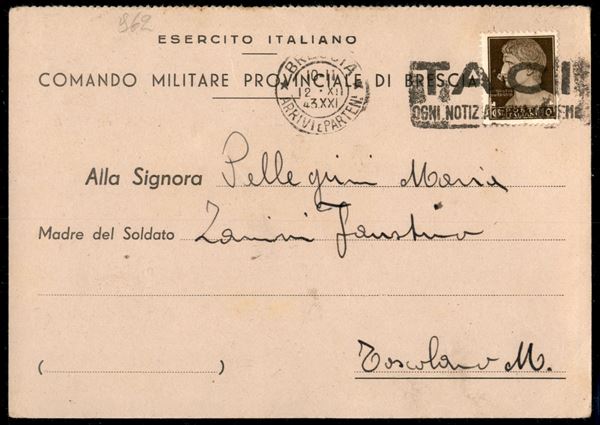 862
ESERCITO ITALIANO
COMANDO MILITARE PROVINCIALE DI BRESCIA
BRESCIA
12 - XII
43.XXI
ARRIVI E PARTENZ
TACI
OGNI NOTIZ
Alla Signora Pellegrini Maria
Madre del Soldato Zanini Faustino
Toscolano M.
( )